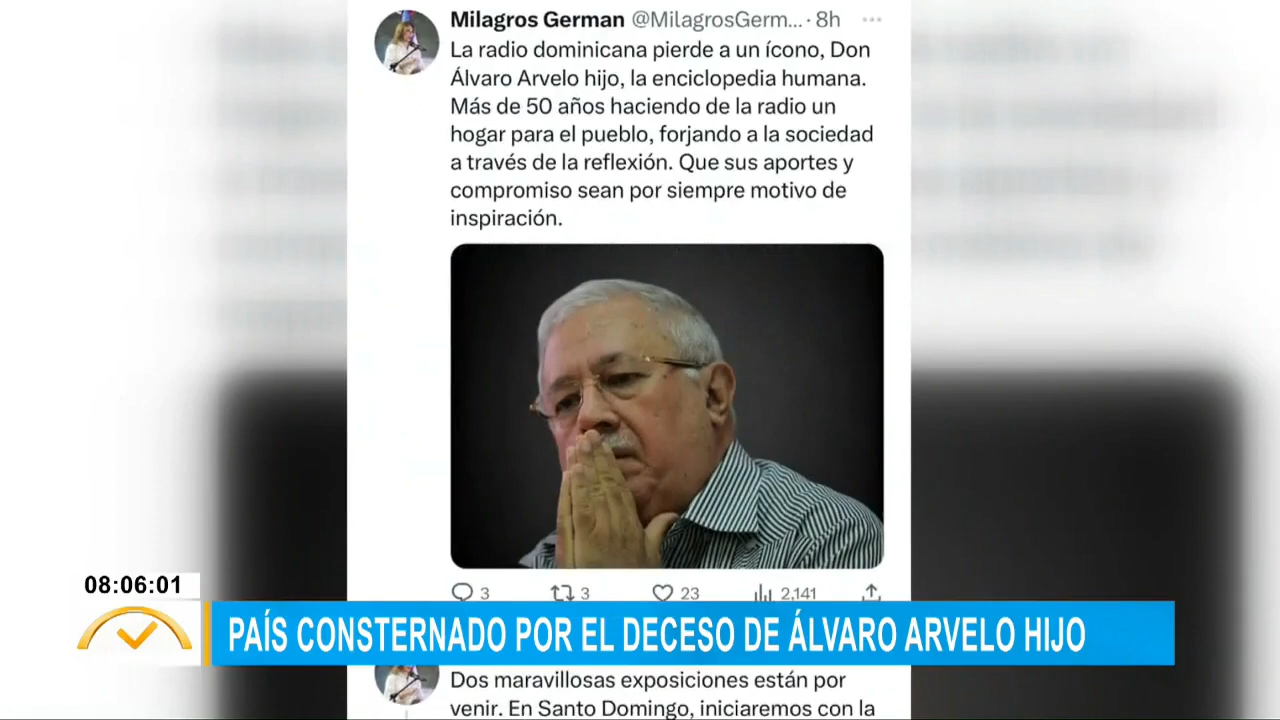 Milagros German @MilagrosGerm... · 8h
La radio dominicana pierde a un ícono, Don
Álvaro Arvelo hijo, la enciclopedia humana.
Más de 50 años haciendo de la radio un
hogar para el pueblo, forjando a la sociedad
a través de la reflexión. Que sus aportes y
compromiso sean por siempre motivo de
inspiración.
3 3 23 2,141
08:06:01
PAÍS CONSTERNADO POR EL DECESO DE ÁLVARO ARVELO HIJO
Dos maravillosas exposiciones están por
venir. En Santo Domingo, iniciaremos con la